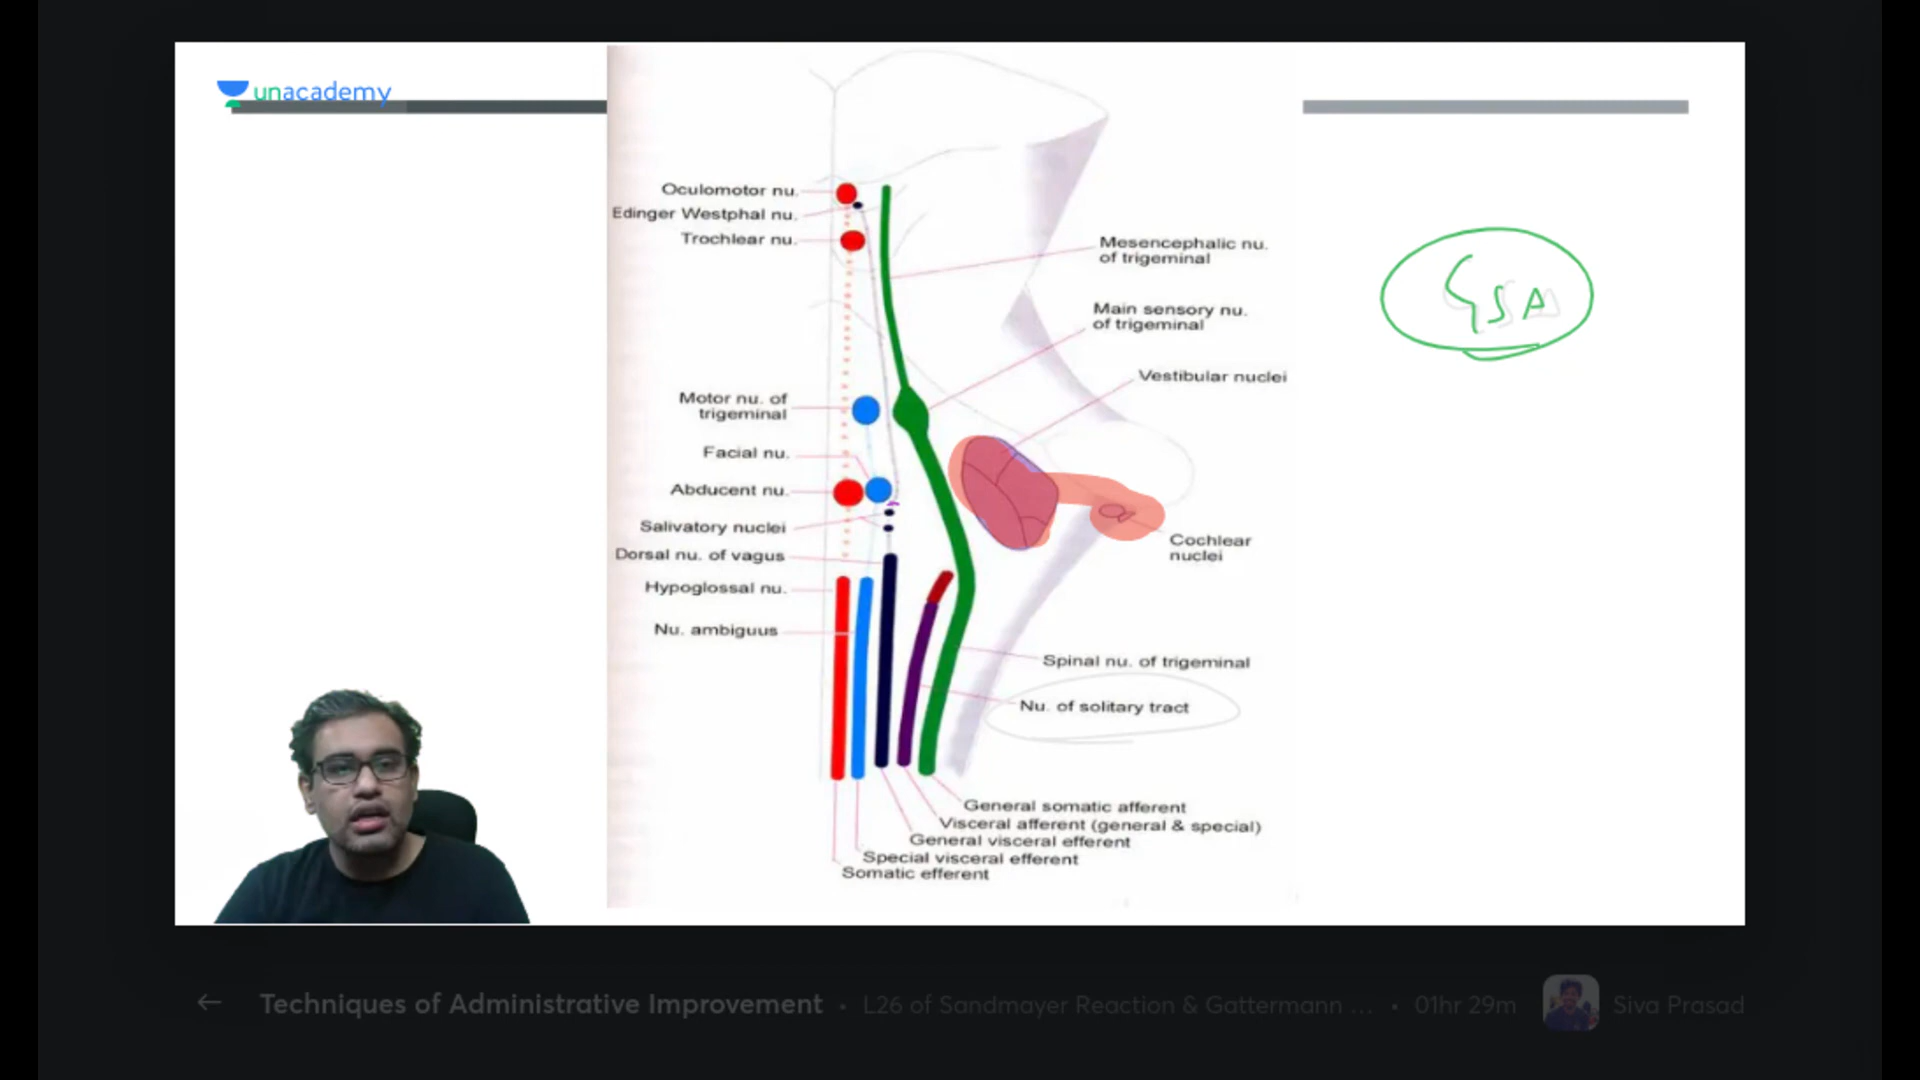 unacademy
Oculomotor nu.
Edinger Westphal nu.
Trochlear nu.
Mesencephalic nu.
of trigeminal
Main sensory nu.
of trigeminal
GSA
Vestibular nuclei
Motor nu. of
trigeminal
Facial nu.
Abducent nu.
Salivatory nuclei
Cochlear
nuclei
Dorsal nu. of vagus
Hypoglossal nu.
Nu. ambiguus
Spinal nu. of trigeminal
Nu. of solitary tract
General somatic afferent
Visceral afferent (general & special)
General visceral efferent
Special visceral efferent
Somatic efferent
Techniques of Administrative Improvement • L26 of Sandmayer Reaction & Gattermann ... • 01hr 29m Siva Prasad